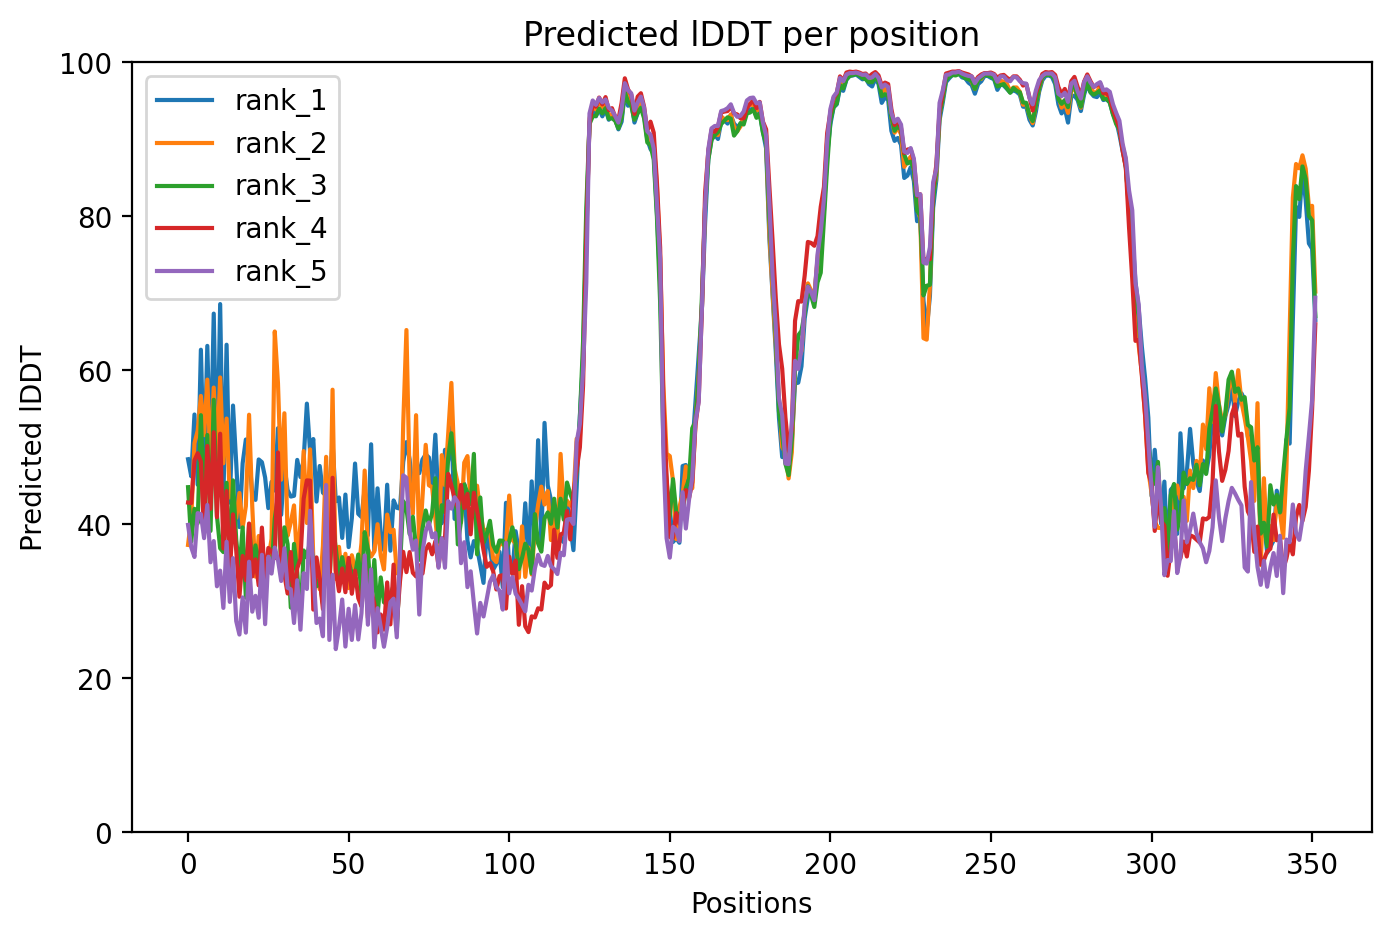 Predicted lDDT per position
100
80
60
40
20
0
Predicted lDDT
rank_1
rank_2
rank_3
rank_4
rank_5
0 50 100 150 200 250 300 350
Positions